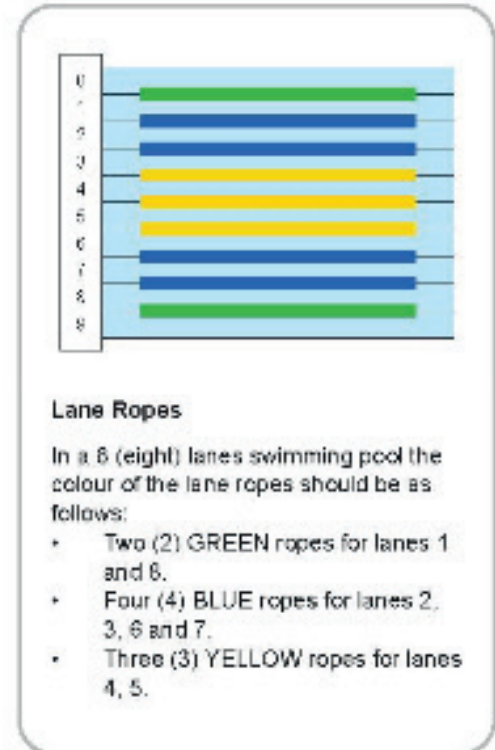 0
1
2
3
4
5
6
7
8
9
Lane Ropes
In a 8 (eight) lanes swimming pool the
colour of the lane ropes should be as
follows:
• Two (2) GREEN ropes for lanes 1
and 8.
• Four (4) BLUE ropes for lanes 2,
3, 6 and 7.
• Three (3) YELLOW ropes for lanes
4, 5.